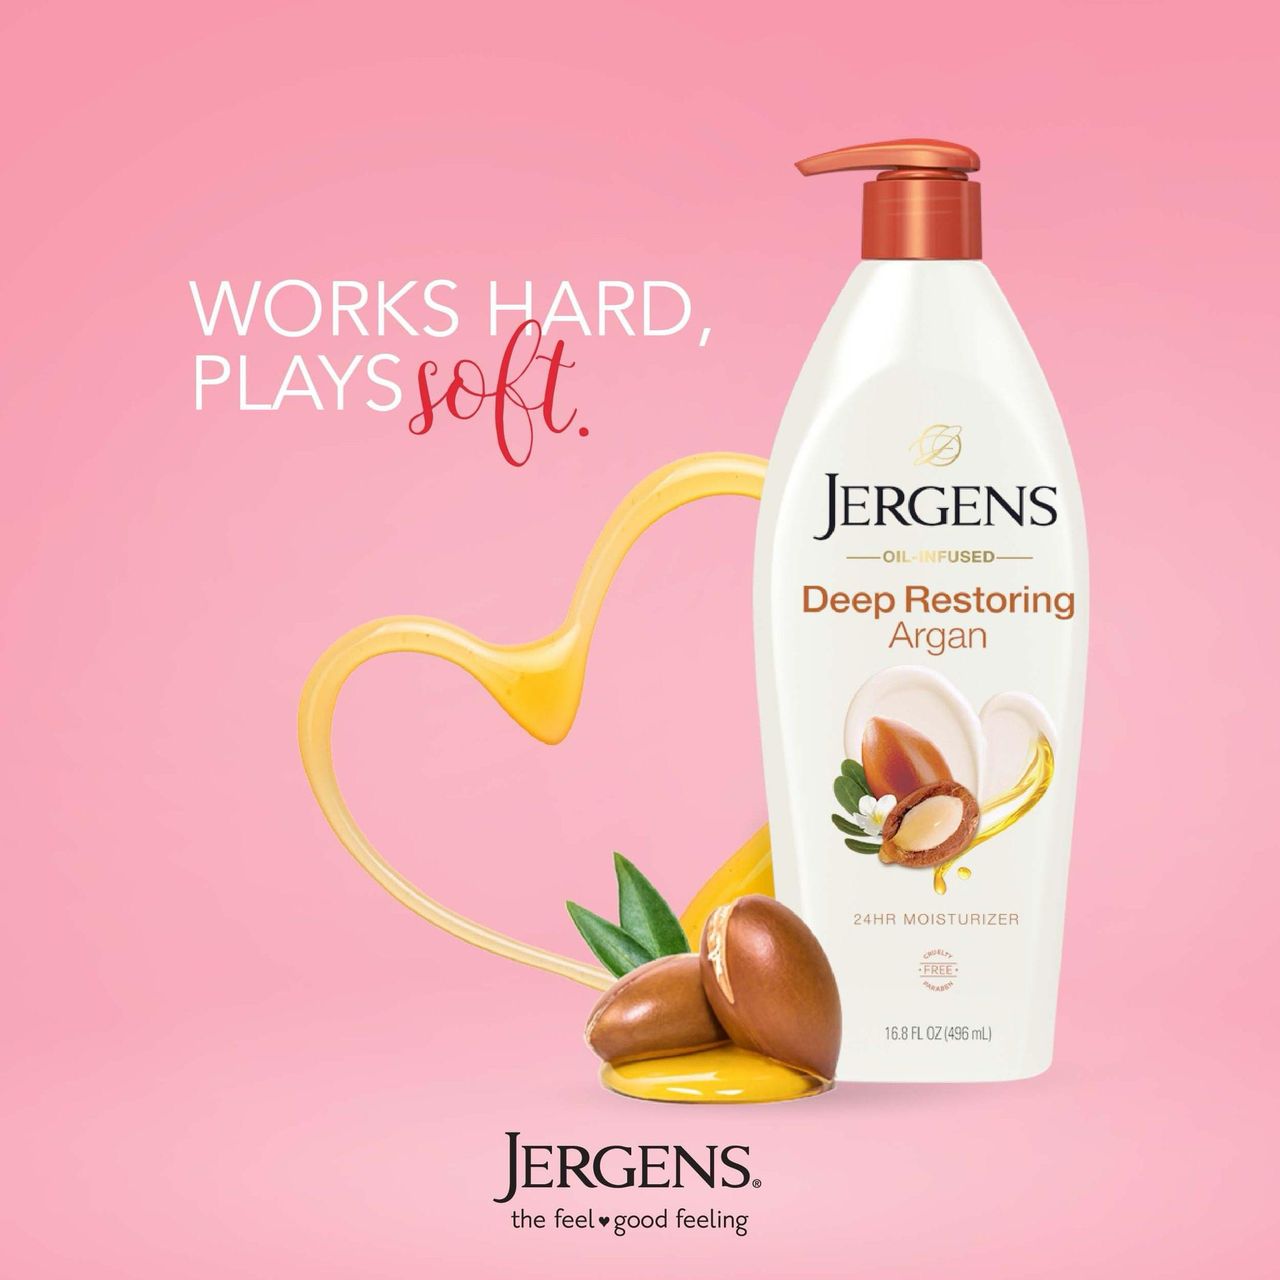 WORKS HARD,
PLAYS soft.
JERGENS
OIL-INFUSED
Deep Restoring
Argan
24HR MOISTURIZER
CRUELTY
FREE
PARABEN
16.8 FL OZ (496 mL)
JERGENS®
the feel♥good feeling